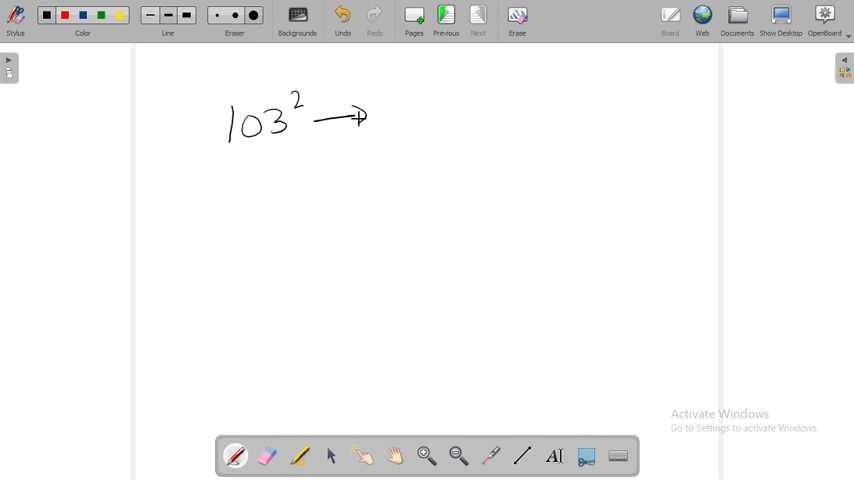 Stylus Color Line Eraser Backgrounds Undo Redo Pages Previous Next Erase Board Web Documents Show Desktop OpenBoard
103² →
Activate Windows
Go to Settings to activate Windows.
AI